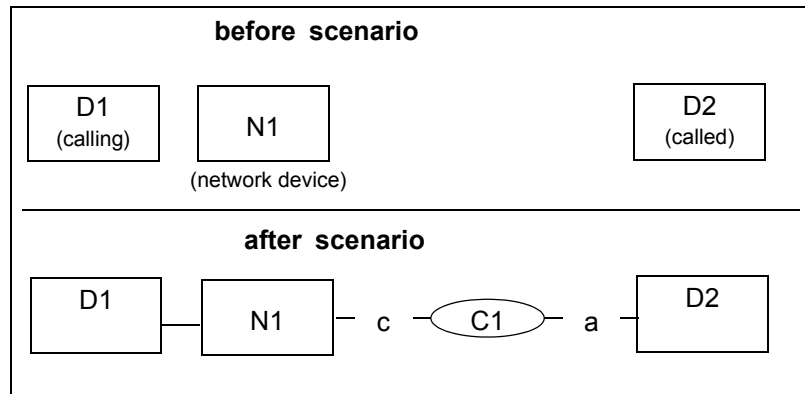 before scenario
D1
(calling)
N1
(network device)
D2
(called)
after scenario
D1
N1
c
C1
a
D2